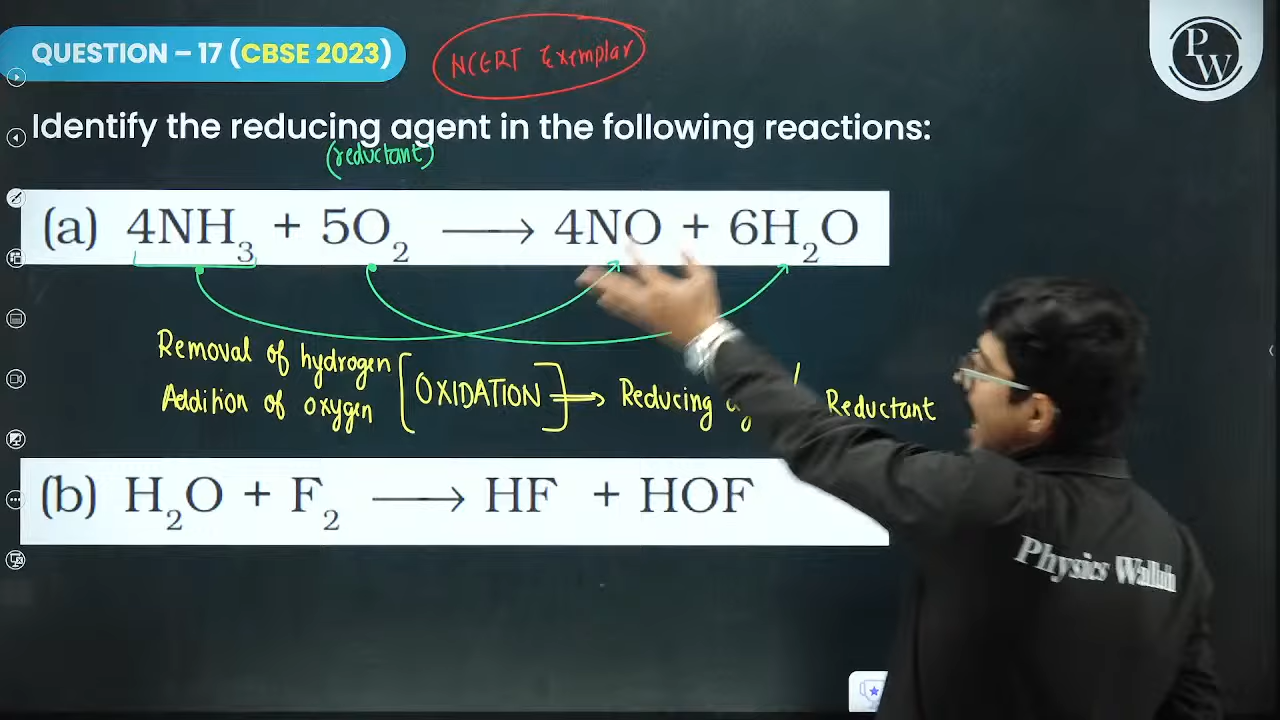 QUESTION – 17 (CBSE 2023)
NCERT Exemplar
PW
Identify the reducing agent in the following reactions:
(reductant)
(a) 4NH₃ + 5O₂ ⟶ 4NO + 6H₂O
Removal of hydrogen
Addition of oxygen
[OXIDATION] → Reducing / Reductant
(b) H₂O + F₂ ⟶ HF + HOF
Physics Wallah